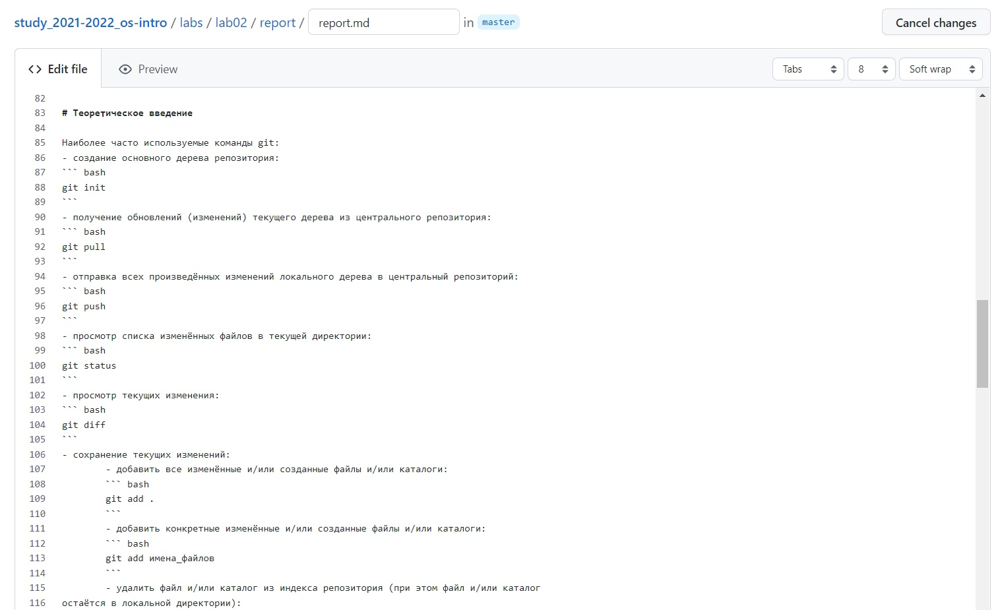 study_2021-2022_os-intro / labs / lab02 / report / report.md in master Cancel changes
<> Edit file Preview Tabs 8 Soft wrap
82
83 # Теоретическое введение
84
85 Наиболее часто используемые команды git:
86 - создание основного дерева репозитория:
87 ``` bash
88 git init
89 ```
90 - получение обновлений (изменений) текущего дерева из центрального репозитория:
91 ``` bash
92 git pull
93 ```
94 - отправка всех произведённых изменений локального дерева в центральный репозиторий:
95 ``` bash
96 git push
97 ```
98 - просмотр списка изменённых файлов в текущей директории:
99 ``` bash
100 git status
101 ```
102 - просмотр текущих изменения:
103 ``` bash
104 git diff
105 ```
106 - сохранение текущих изменений:
107 - добавить все изменённые и/или созданные файлы и/или каталоги:
108 ``` bash
109 git add .
110 ```
111 - добавить конкретные изменённые и/или созданные файлы и/или каталоги:
112 ``` bash
113 git add имена_файлов
114 ```
115 - удалить файл и/или каталог из индекса репозитория (при этом файл и/или каталог
116 остаётся в локальной директории):